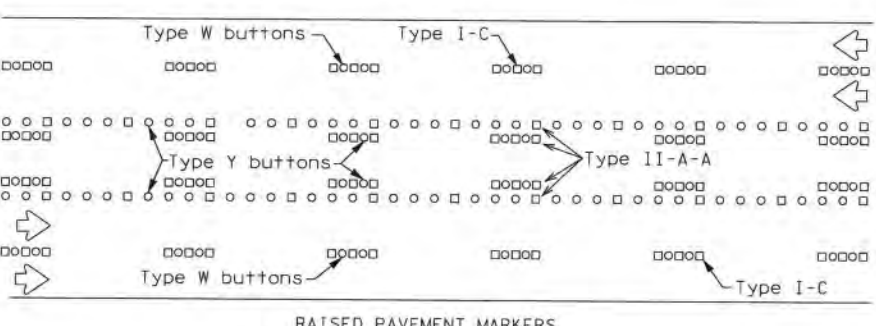 Type W buttons Type I-C
Type Y buttons Type II-A-A
Type W buttons Type I-C
RAISED PAVEMENT MARKERS